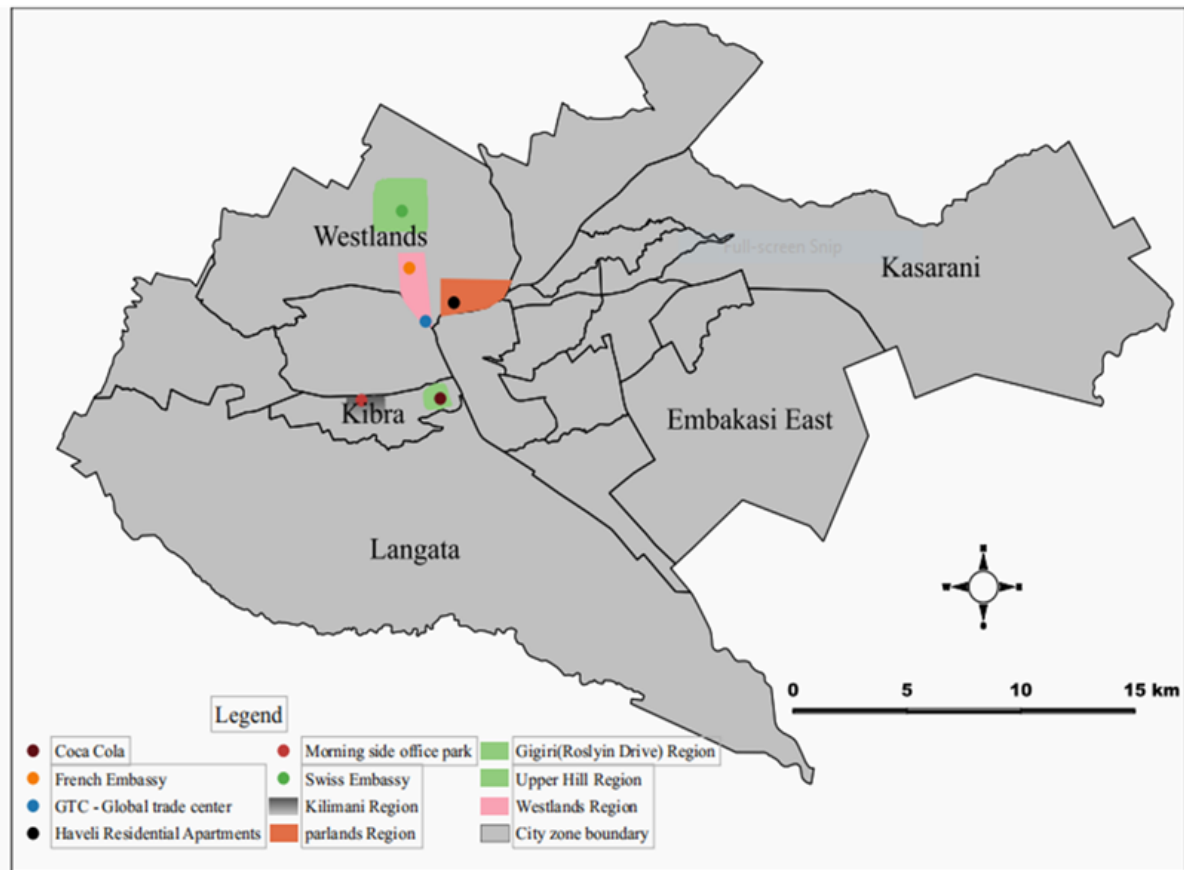 Full-screen Snip
Westlands
Kasarani
Kibra
Embakasi East
Langata
0 5 10 15 km
Legend
Coca Cola
French Embassy
GTC - Global trade center
Haveli Residential Apartments
Morning side office park
Swiss Embassy
Kilimani Region
parlands Region
Gigiri(Roslyin Drive) Region
Upper Hill Region
Westlands Region
City zone boundary